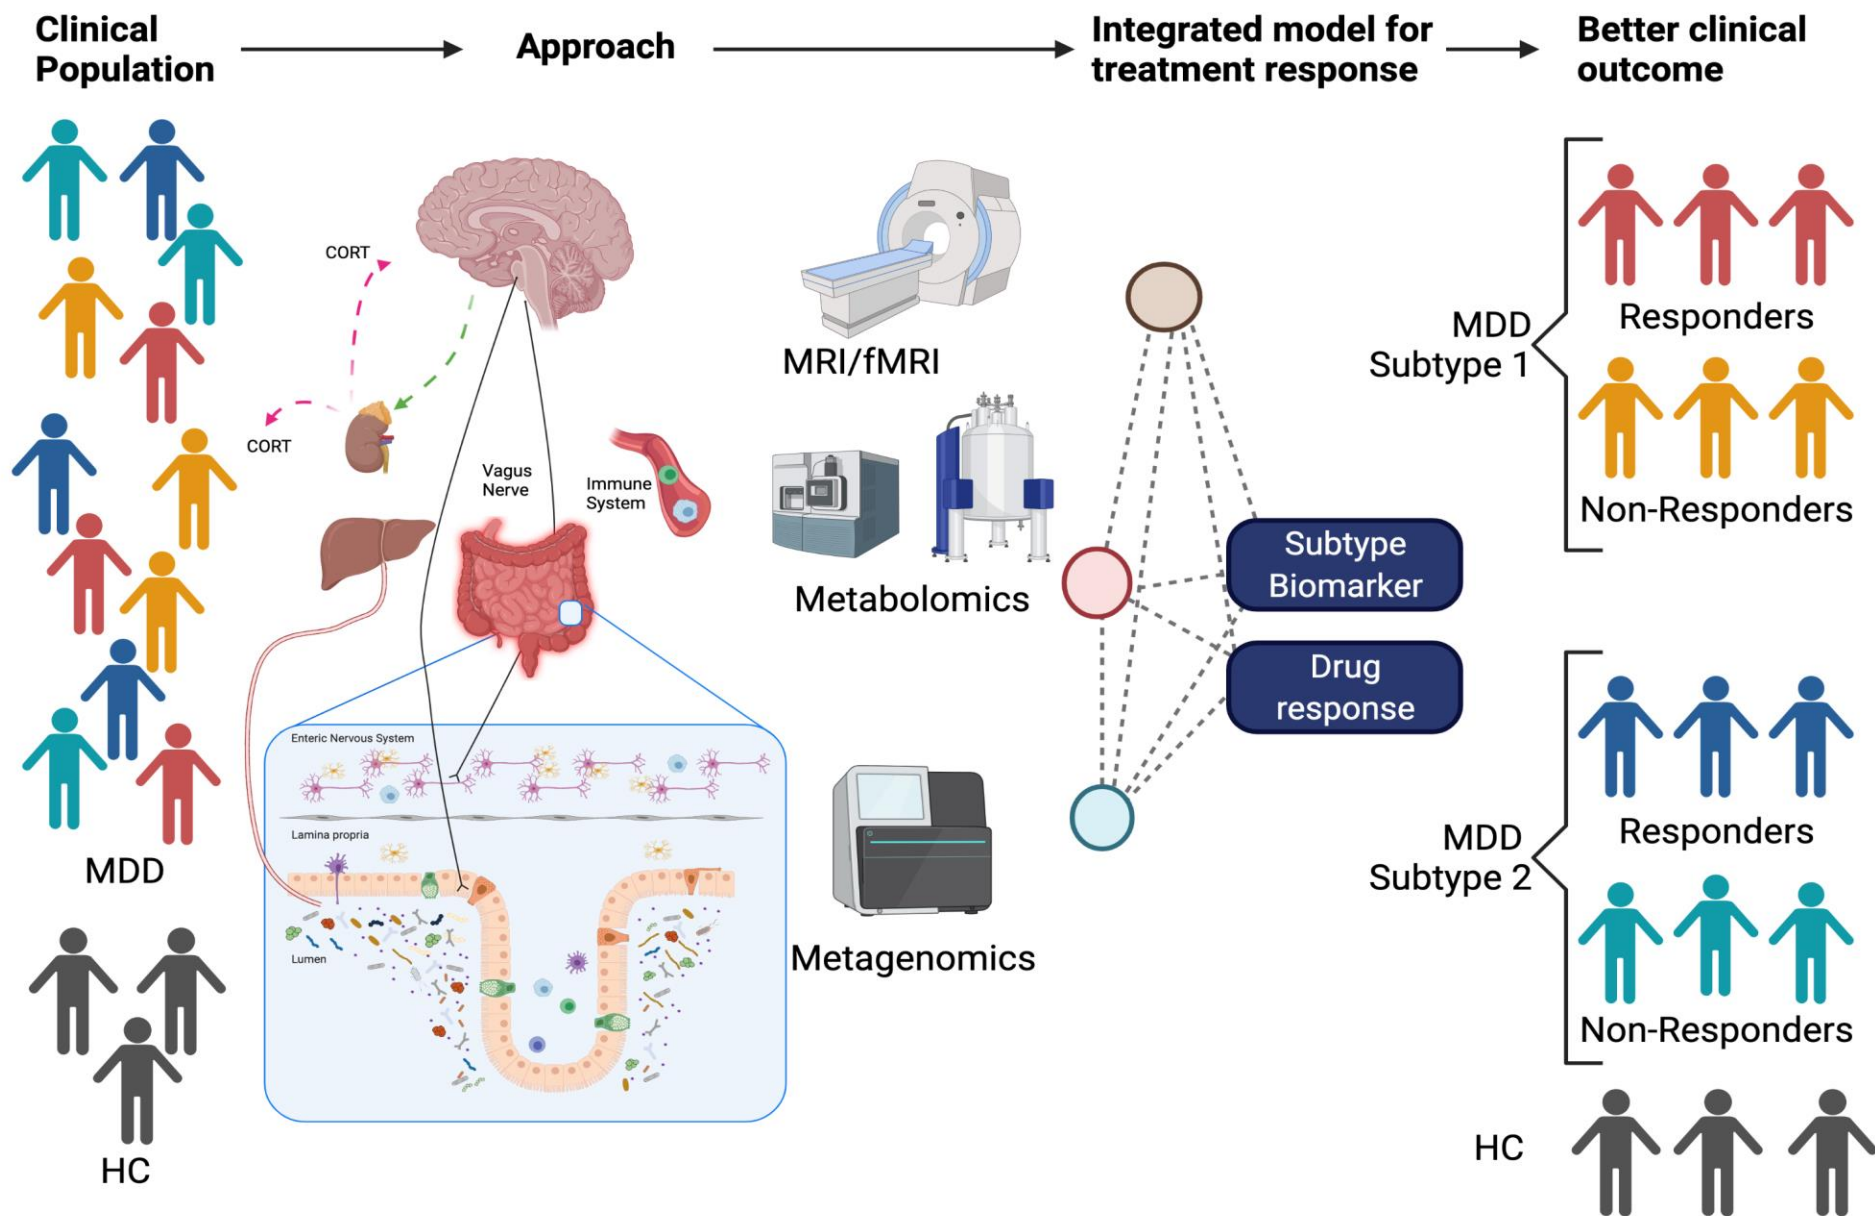 Clinical
Population
Approach
Integrated model for
treatment response
Better clinical
outcome
MDD
HC
CORT
CORT
Vagus
Nerve
Immune
System
Enteric Nervous System
Lamina propria
Lumen
MRI/fMRI
Metabolomics
Metagenomics
Subtype
Biomarker
Drug
response
MDD
Subtype 1
Responders
Non-Responders
MDD
Subtype 2
Responders
Non-Responders
HC